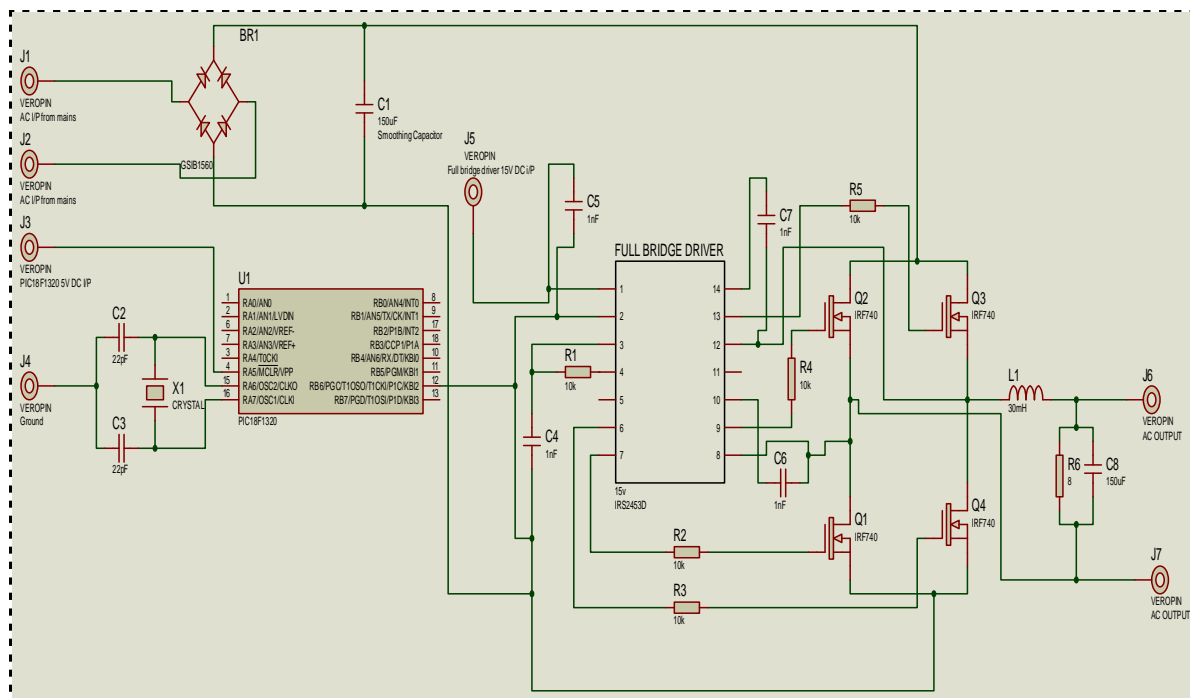 J1
VEROPIN
AC I/P from mains
J2
VEROPIN
AC I/P from mains
J3
VEROPIN
PIC18F1320 5V DC I/P
J4
VEROPIN
Ground
BR1
GSIB1560
C1
150uF
Smoothing Capactor
J5
VEROPIN
Full bridge driver 15V DC i/P
C2
22pF
C3
22pF
X1
CRYSTAL
U1
1 RA0/AN0
2 RA1/AN1/LVDIN
6 RA2/AN2/VREF-
7 RA3/AN3/VREF+
3 RA4/T0CKI
4 RA5/MCLR/VPP
15 RA6/OSC2/CLKO
16 RA7/OSC1/CLKI
RB0/AN4/INT0 8
RB1/AN5/TX/CK/INT1 9
RB2/P1B/INT2 17
RB3/CCP1/P1A 18
RB4/AN6/RX/DT/KBI0 10
RB5/PGM/KBI1 11
RB6/PGC/T1OSO/T1CKI/P1C/KBI2 12
RB7/PGD/T1OSI/P1D/KBI3 13
PIC18F1320
C5
1nF
R1
10k
C4
1nF
FULL BRIDGE DRIVER
1
2
3
4
5
6
7
14
13
12
11
10
9
8
15v
IRS2453D
C7
1nF
R5
10k
R4
10k
C6
1nF
R2
10k
R3
10k
Q2
IRF740
Q3
IRF740
Q1
IRF740
Q4
IRF740
L1
30mH
R6
8
C8
150uF
J6
VEROPIN
AC OUTPUT
J7
VEROPIN
AC OUTPUT